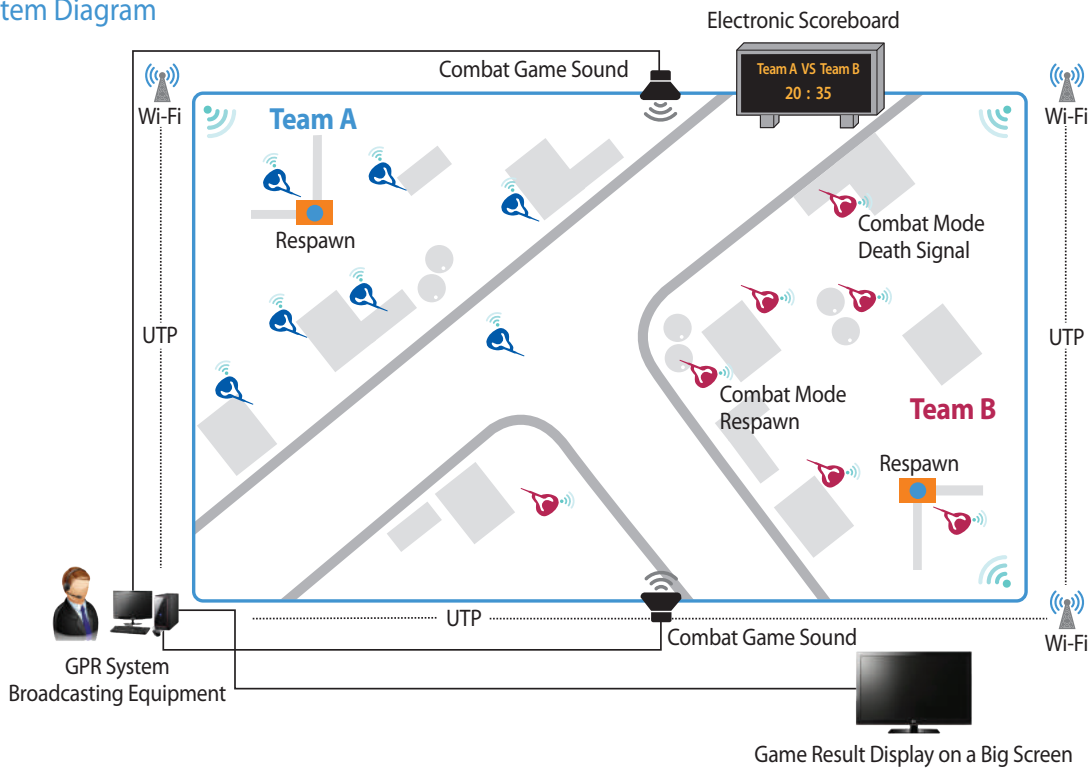 tem Diagram
Electronic Scoreboard
Combat Game Sound
Team A VS Team B
20 : 35
Wi-Fi
Wi-Fi
Team A
Respawn
Combat Mode
Death Signal
UTP
UTP
Combat Mode
Respawn
Team B
Respawn
UTP
Combat Game Sound
Wi-Fi
GPR System
Broadcasting Equipment
Game Result Display on a Big Screen